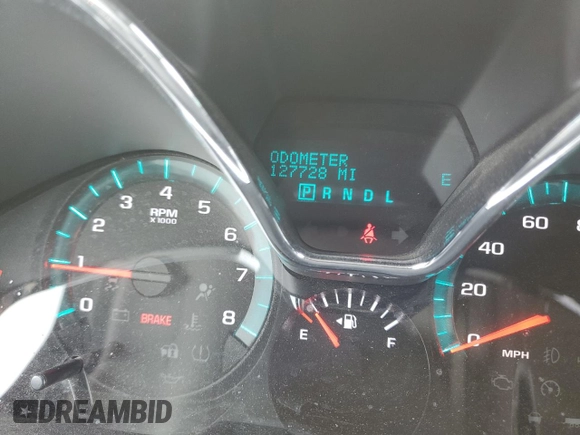 ODOMETER
127728 MI
E
P R N D L
0 1 2 3 4 5 6 7 8
RPM
X1000
BRAKE
E F
0 20 40 60 8
MPH
DREAMBID